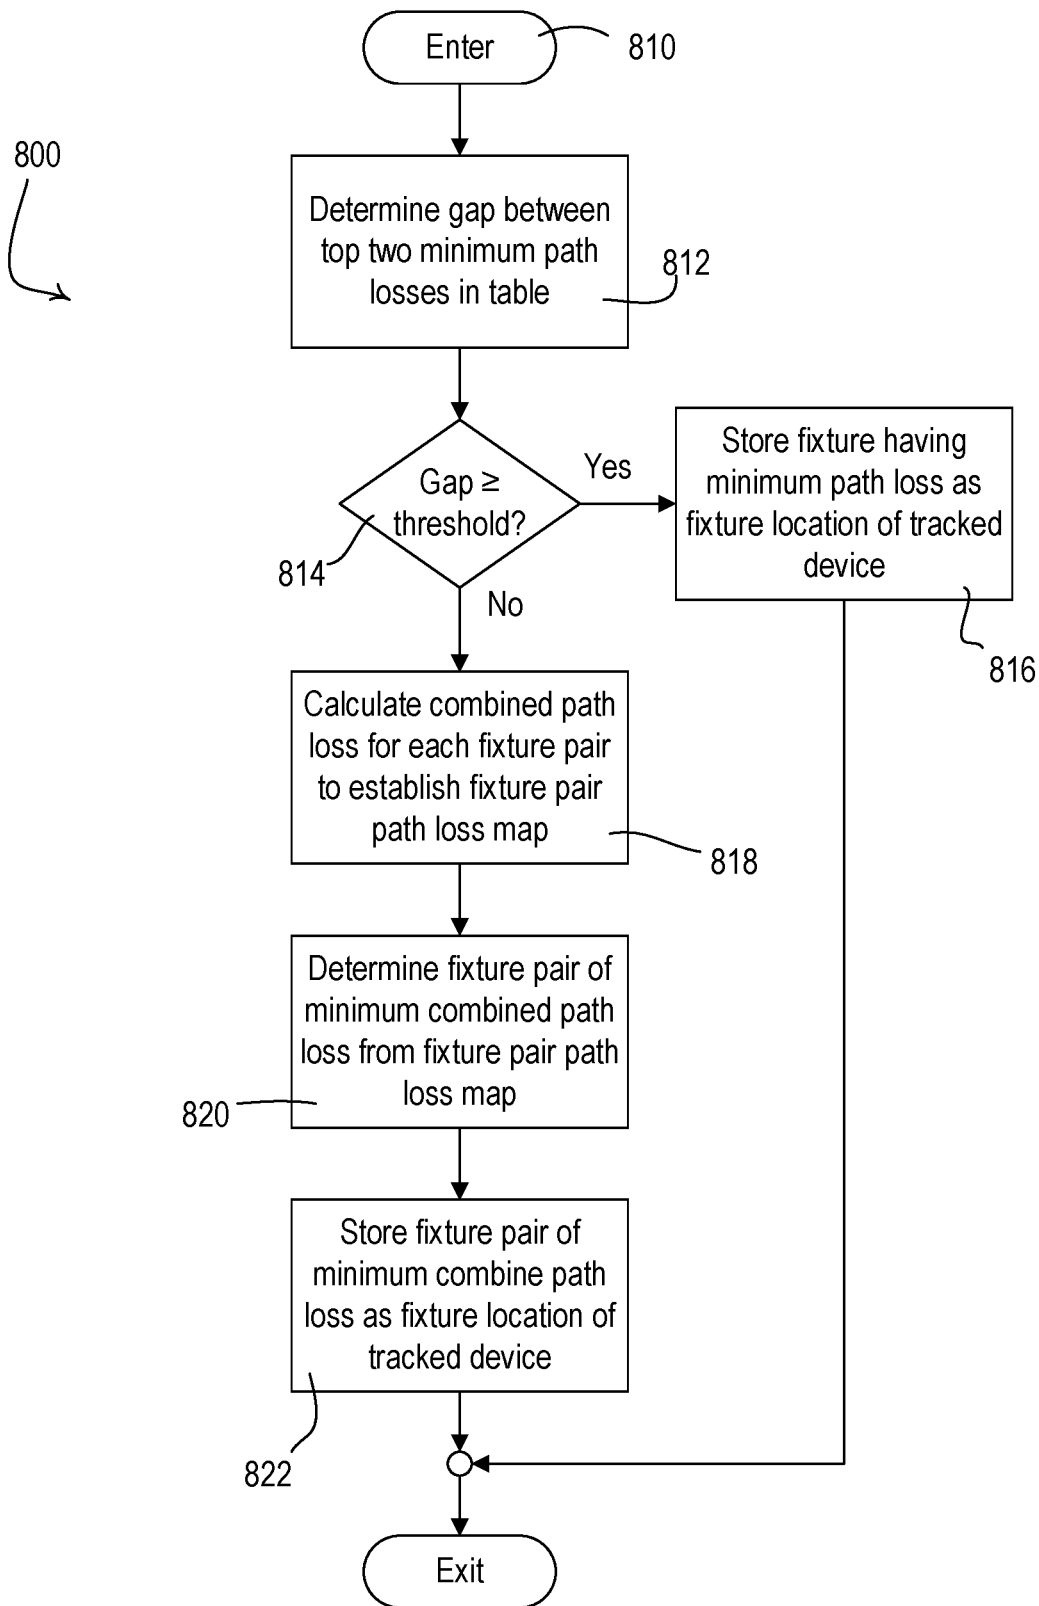 Enter
810
800
Determine gap between
top two minimum path
losses in table
812
Gap ≥
threshold?
814
Yes
Store fixture having
minimum path loss as
fixture location of tracked
device
816
No
Calculate combined path
loss for each fixture pair
to establish fixture pair
path loss map
818
Determine fixture pair of
minimum combined path
loss from fixture pair path
loss map
820
Store fixture pair of
minimum combine path
loss as fixture location of
tracked device
822
Exit